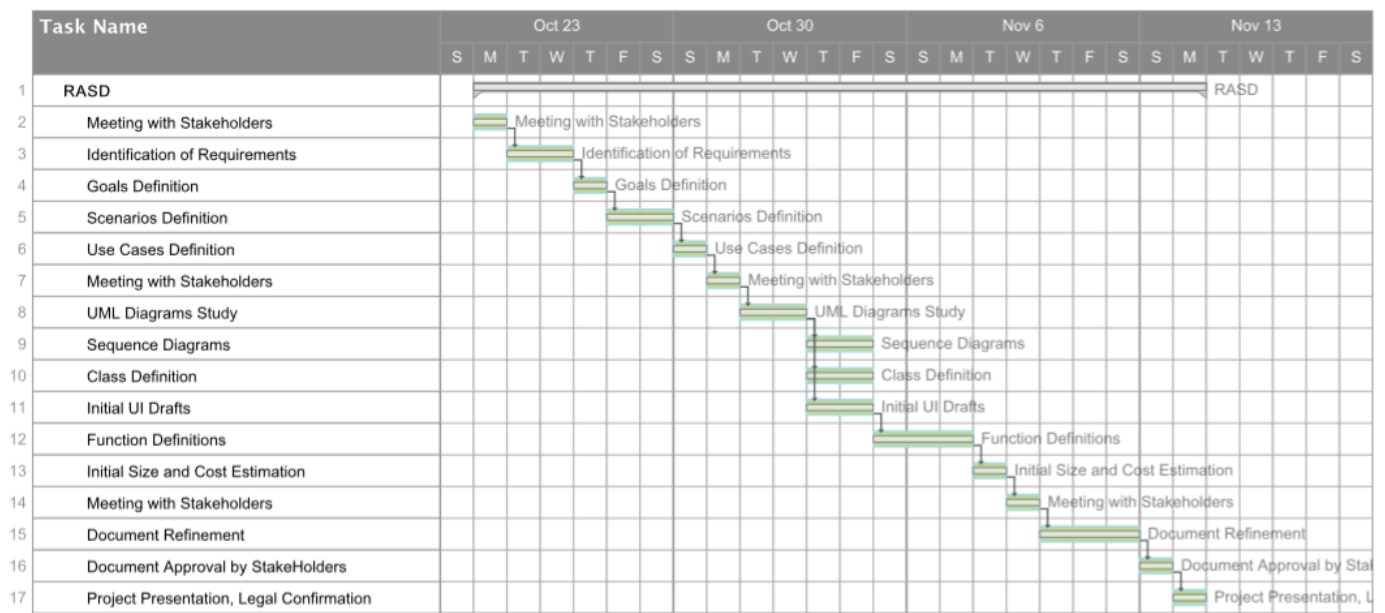 Task Name Oct 23 Oct 30 Nov 6 Nov 13
S M T W T F S S M T W T F S S M T W T F S S M T W T F S
1 RASD RASD
2 Meeting with Stakeholders Meeting with Stakeholders
3 Identification of Requirements Identification of Requirements
4 Goals Definition Goals Definition
5 Scenarios Definition Scenarios Definition
6 Use Cases Definition Use Cases Definition
7 Meeting with Stakeholders Meeting with Stakeholders
8 UML Diagrams Study UML Diagrams Study
9 Sequence Diagrams Sequence Diagrams
10 Class Definition Class Definition
11 Initial UI Drafts Initial UI Drafts
12 Function Definitions Function Definitions
13 Initial Size and Cost Estimation Initial Size and Cost Estimation
14 Meeting with Stakeholders Meeting with Stakeholders
15 Document Refinement Document Refinement
16 Document Approval by StakeHolders Document Approval by Stak
17 Project Presentation, Legal Confirmation Project Presentation, L